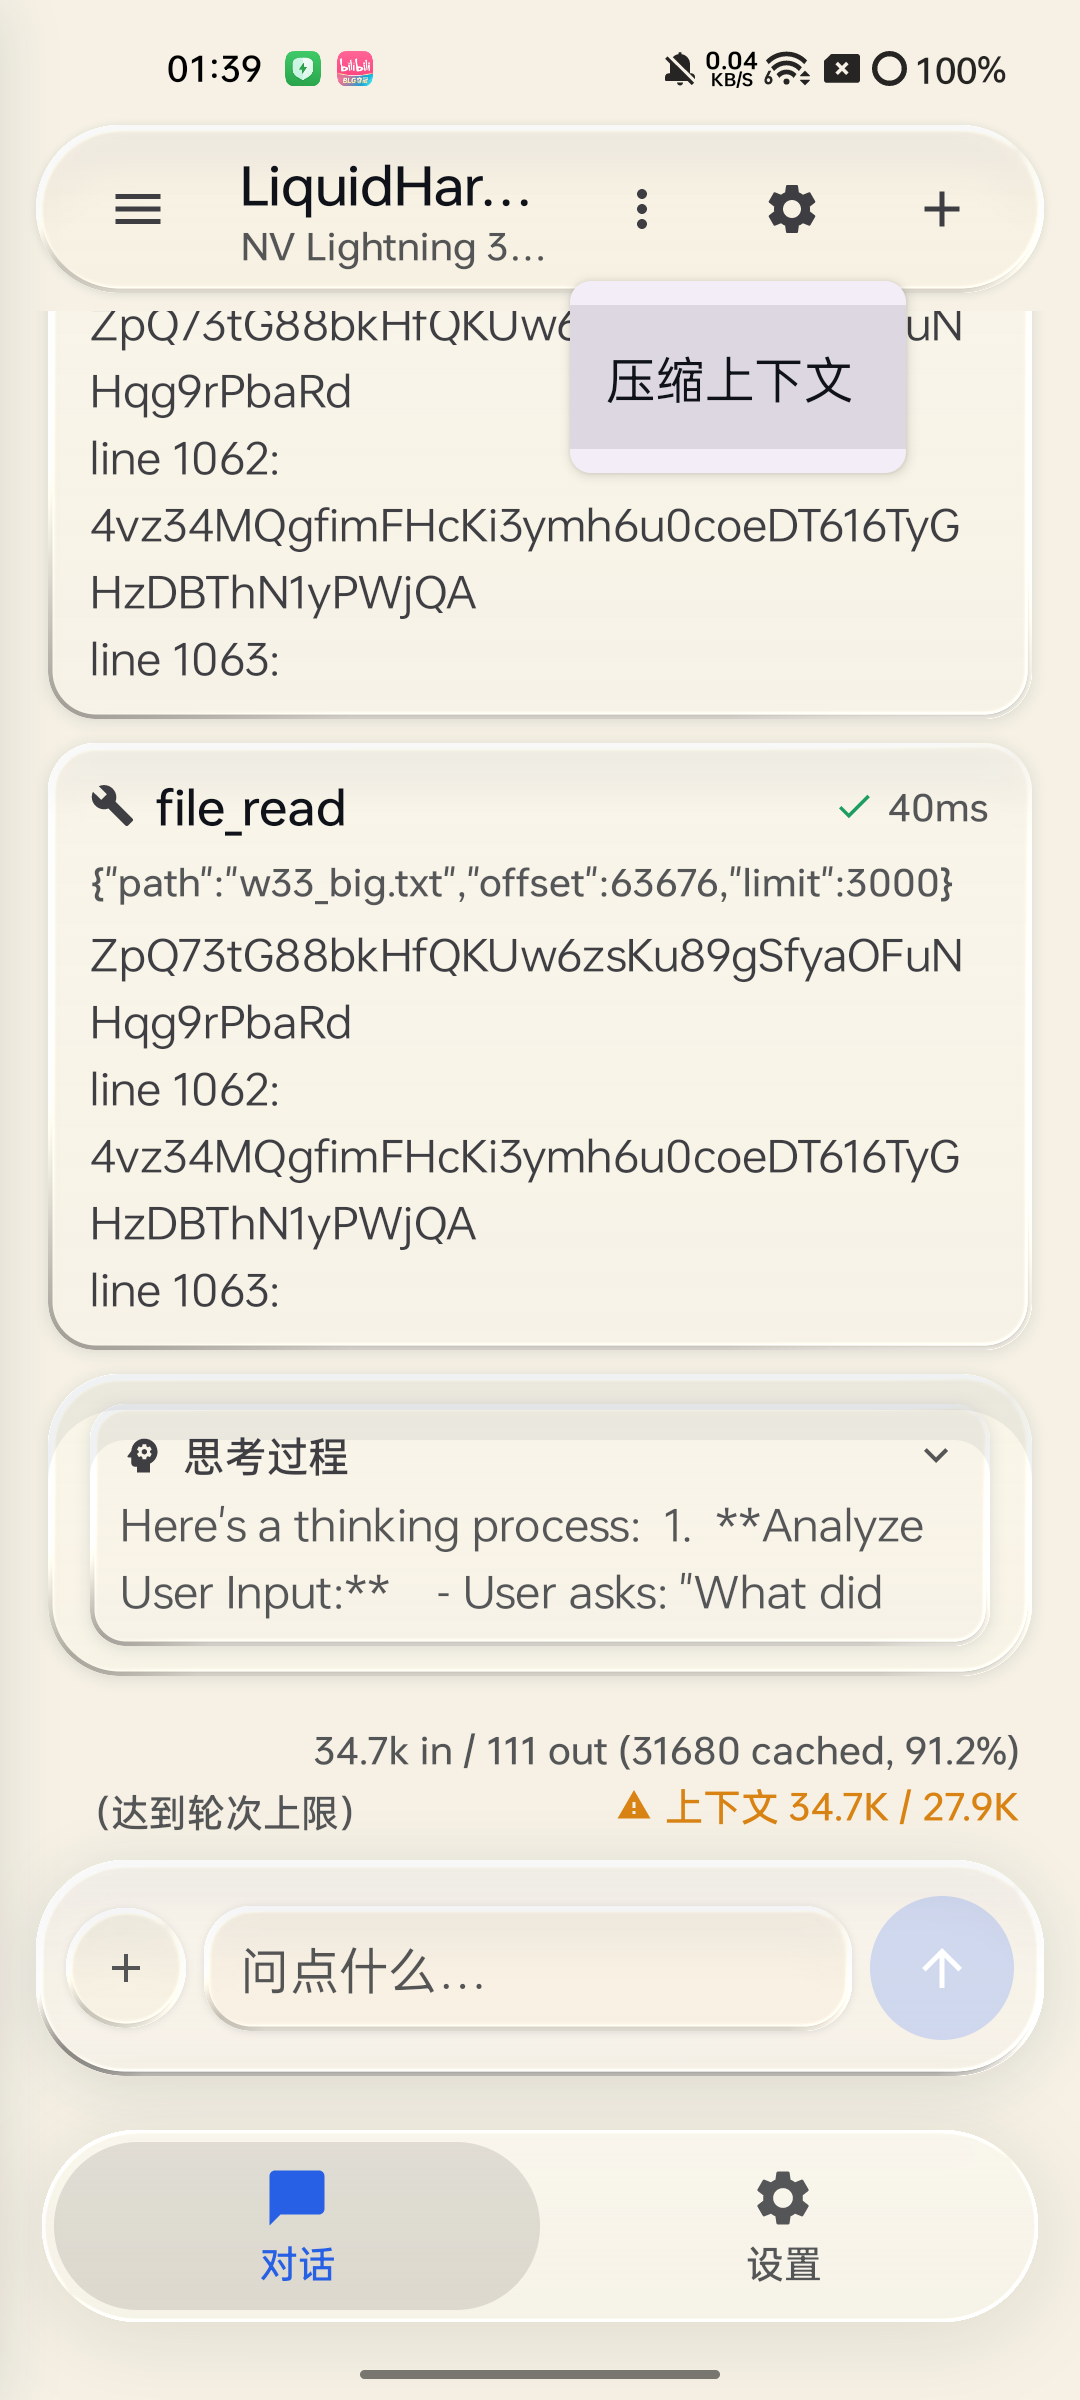 01:39
0.04
KB/S
100%
LiquidHar...
NV Lightning 3...
压缩上下文
ZpQ73tG88bkHfQKUw6
uN
Hqg9rPbaRd
line 1062:
4vz34MQgfimFHcKi3ymh6u0coeDT616TyG
HzDBThN1yPWjQA
line 1063:
file_read
40ms
{"path":"w33_big.txt","offset":63676,"limit":3000}
ZpQ73tG88bkHfQKUw6zsKu89gSfyaOFuN
Hqg9rPbaRd
line 1062:
4vz34MQgfimFHcKi3ymh6u0coeDT616TyG
HzDBThN1yPWjQA
line 1063:
思考过程
Here's a thinking process:  1.  **Analyze
User Input:**    - User asks: "What did
34.7k in / 111 out (31680 cached, 91.2%)
(达到轮次上限)
上下文 34.7K / 27.9K
问点什么...
对话
设置